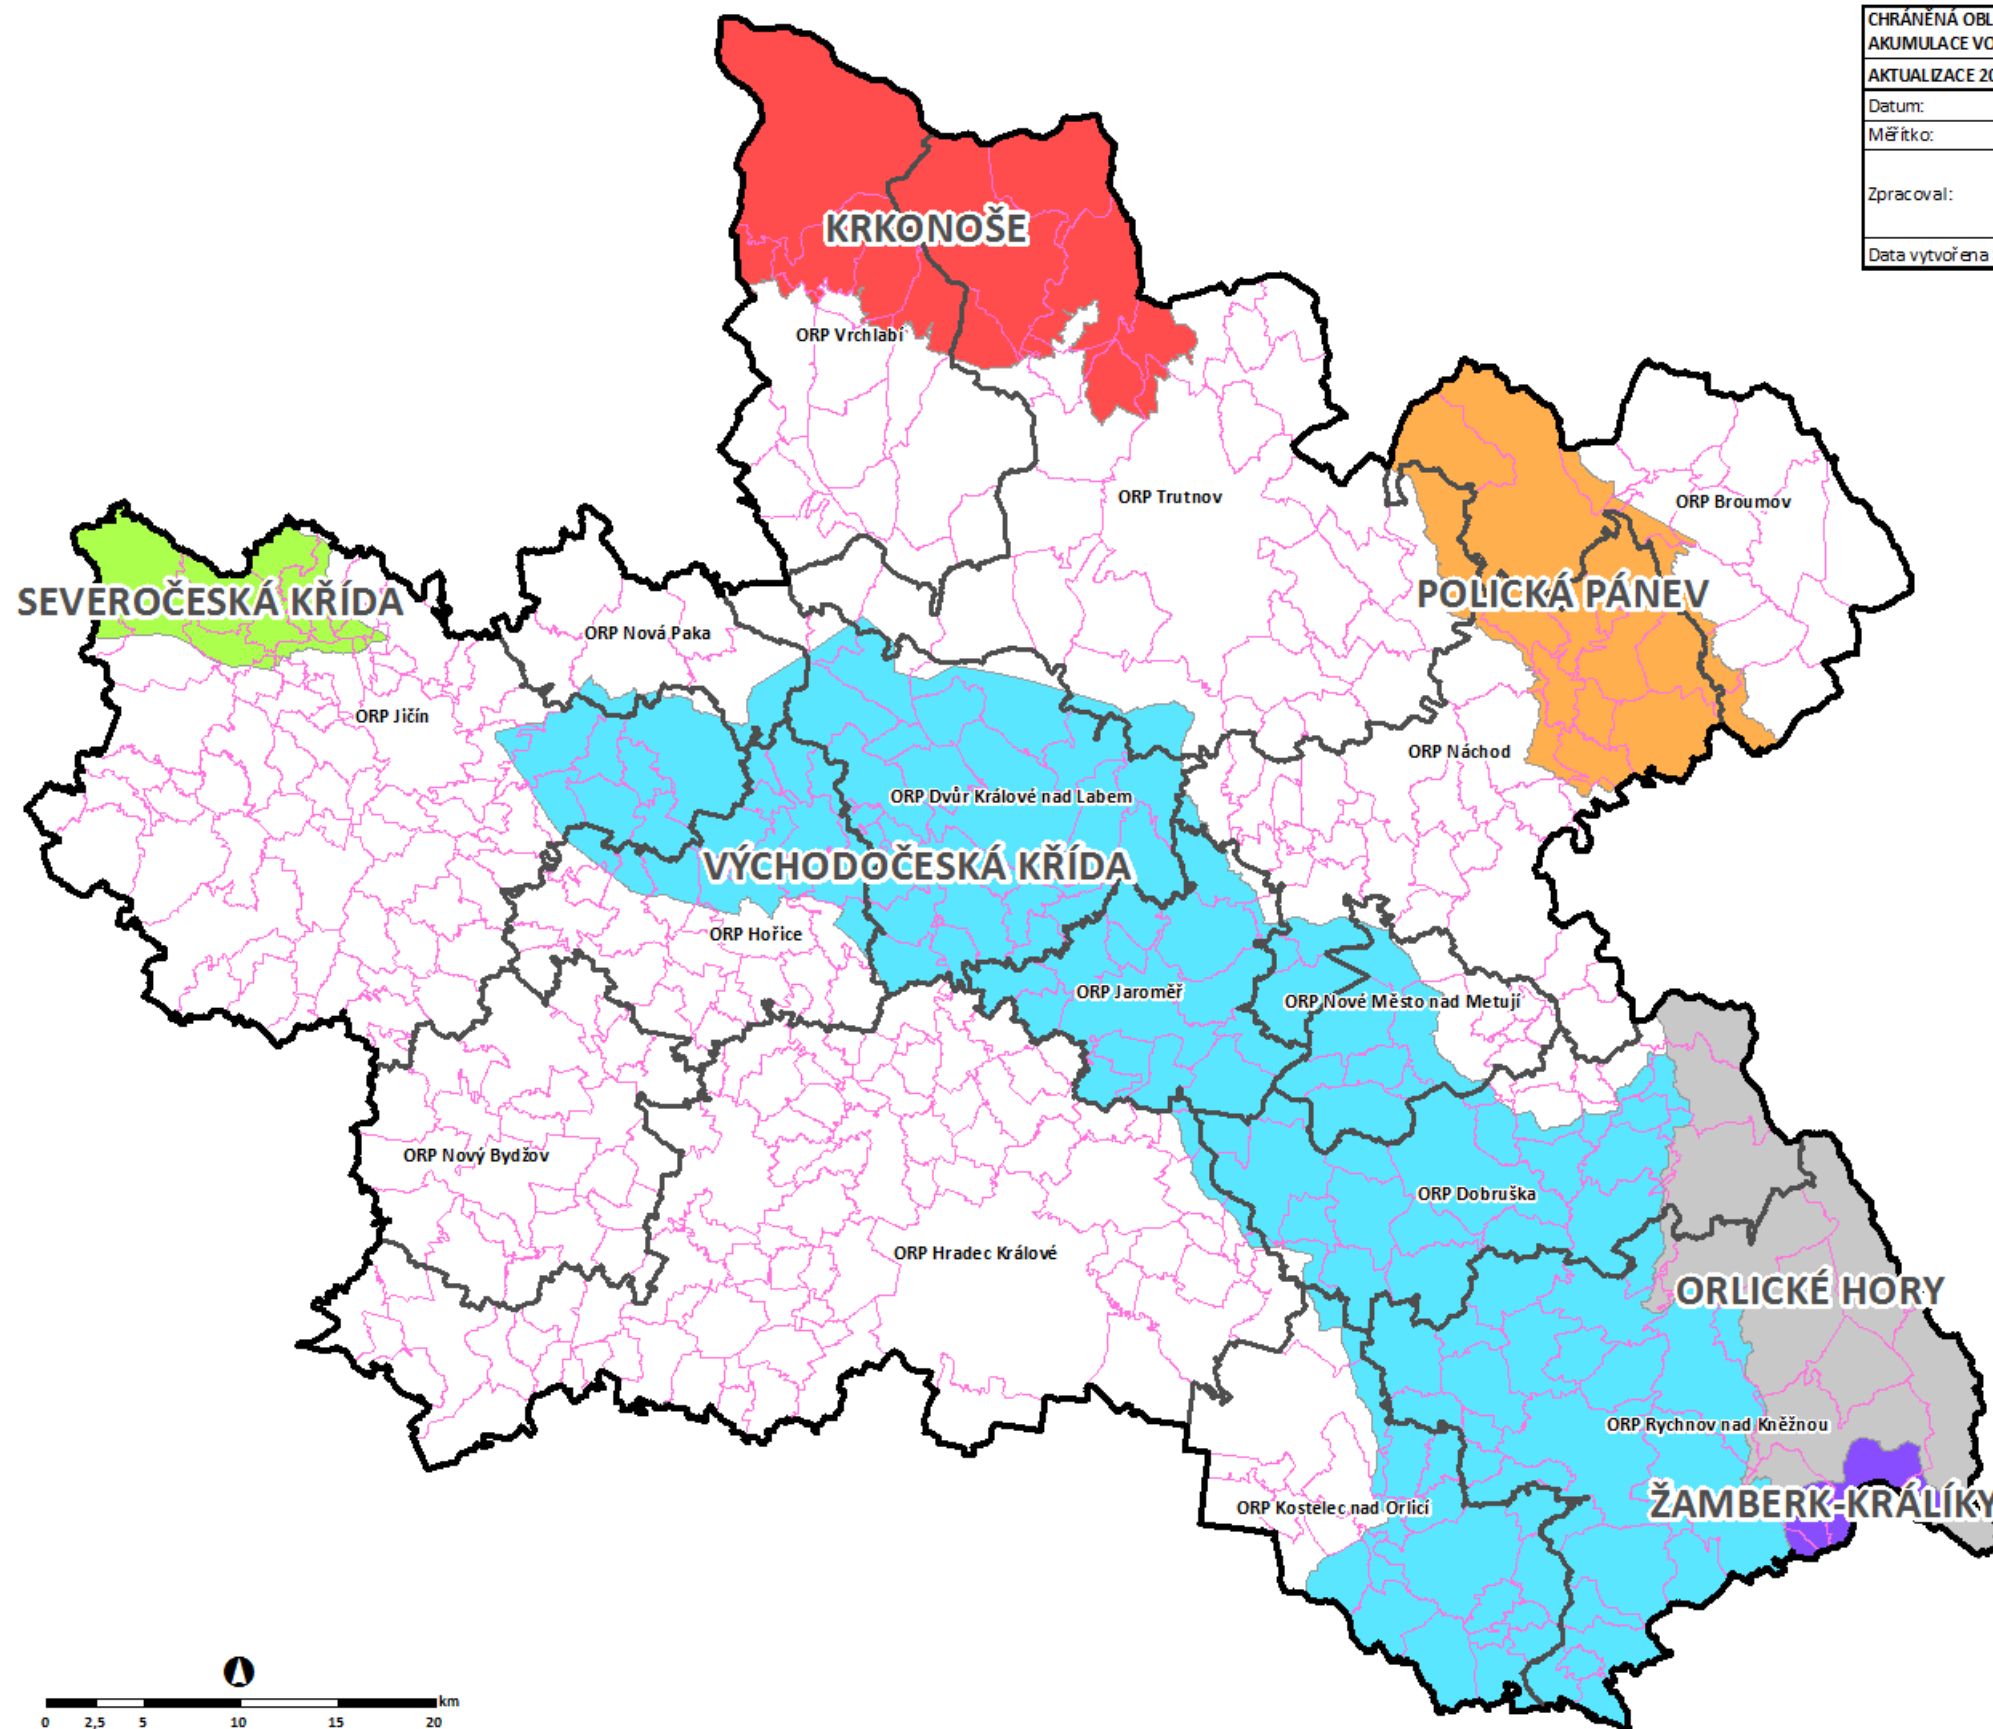 CHRÁNĚNÁ OBL
AKUMULACE VO
AKTUALIZACE 20
Datum:
Měřítko:
Zpracoval:
Data vytvořena
KRKONOŠE
ORP Vrchlabí
ORP Trutnov
ORP Broumov
SEVEROČESKÁ KŘÍDA
POLICKÁ PÁNEV
ORP Nová Paka
ORP Jičín
ORP Náchod
ORP Dvůr Králové nad Labem
VÝCHODOČESKÁ KŘÍDA
ORP Hořice
ORP Jaroměř
ORP Nové Město nad Metují
ORP Nový Bydžov
ORP Dobruška
ORP Hradec Králové
ORLICKÉ HORY
ORP Rychnov nad Kněžnou
ŽAMBERK-KRÁLÍKY
ORP Kostelec nad Orlicí
km
0 2,5 5 10 15 20